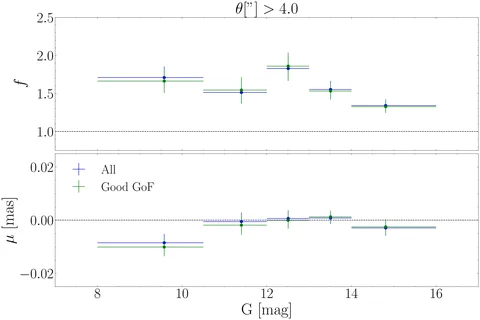 θ["] > 4.0
2.5
2.0
1.5
1.0
f
0.02
0.00
−0.02
μ [mas]
All
Good GoF
8 10 12 14 16
G [mag]